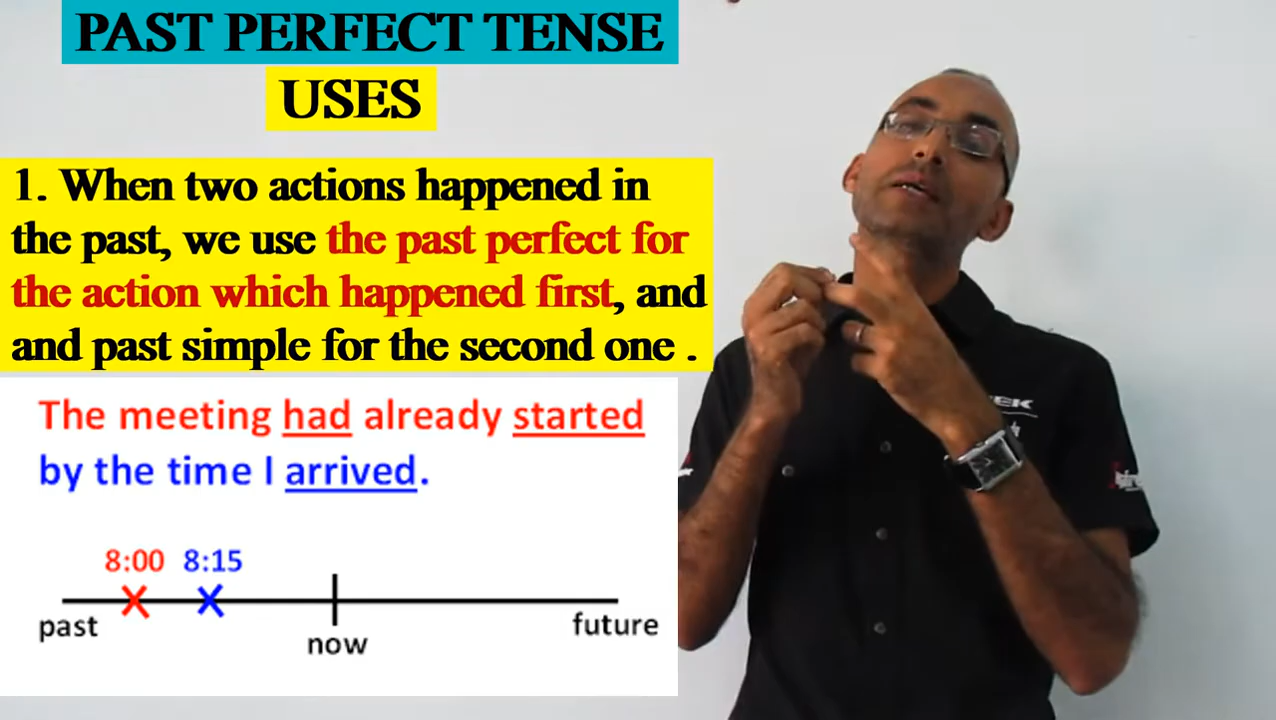 PAST PERFECT TENSE
USES
1. When two actions happened in
the past, we use the past perfect for
the action which happened first, and
and past simple for the second one .
The meeting had already started
by the time I arrived.
8:00 8:15
past
now
future